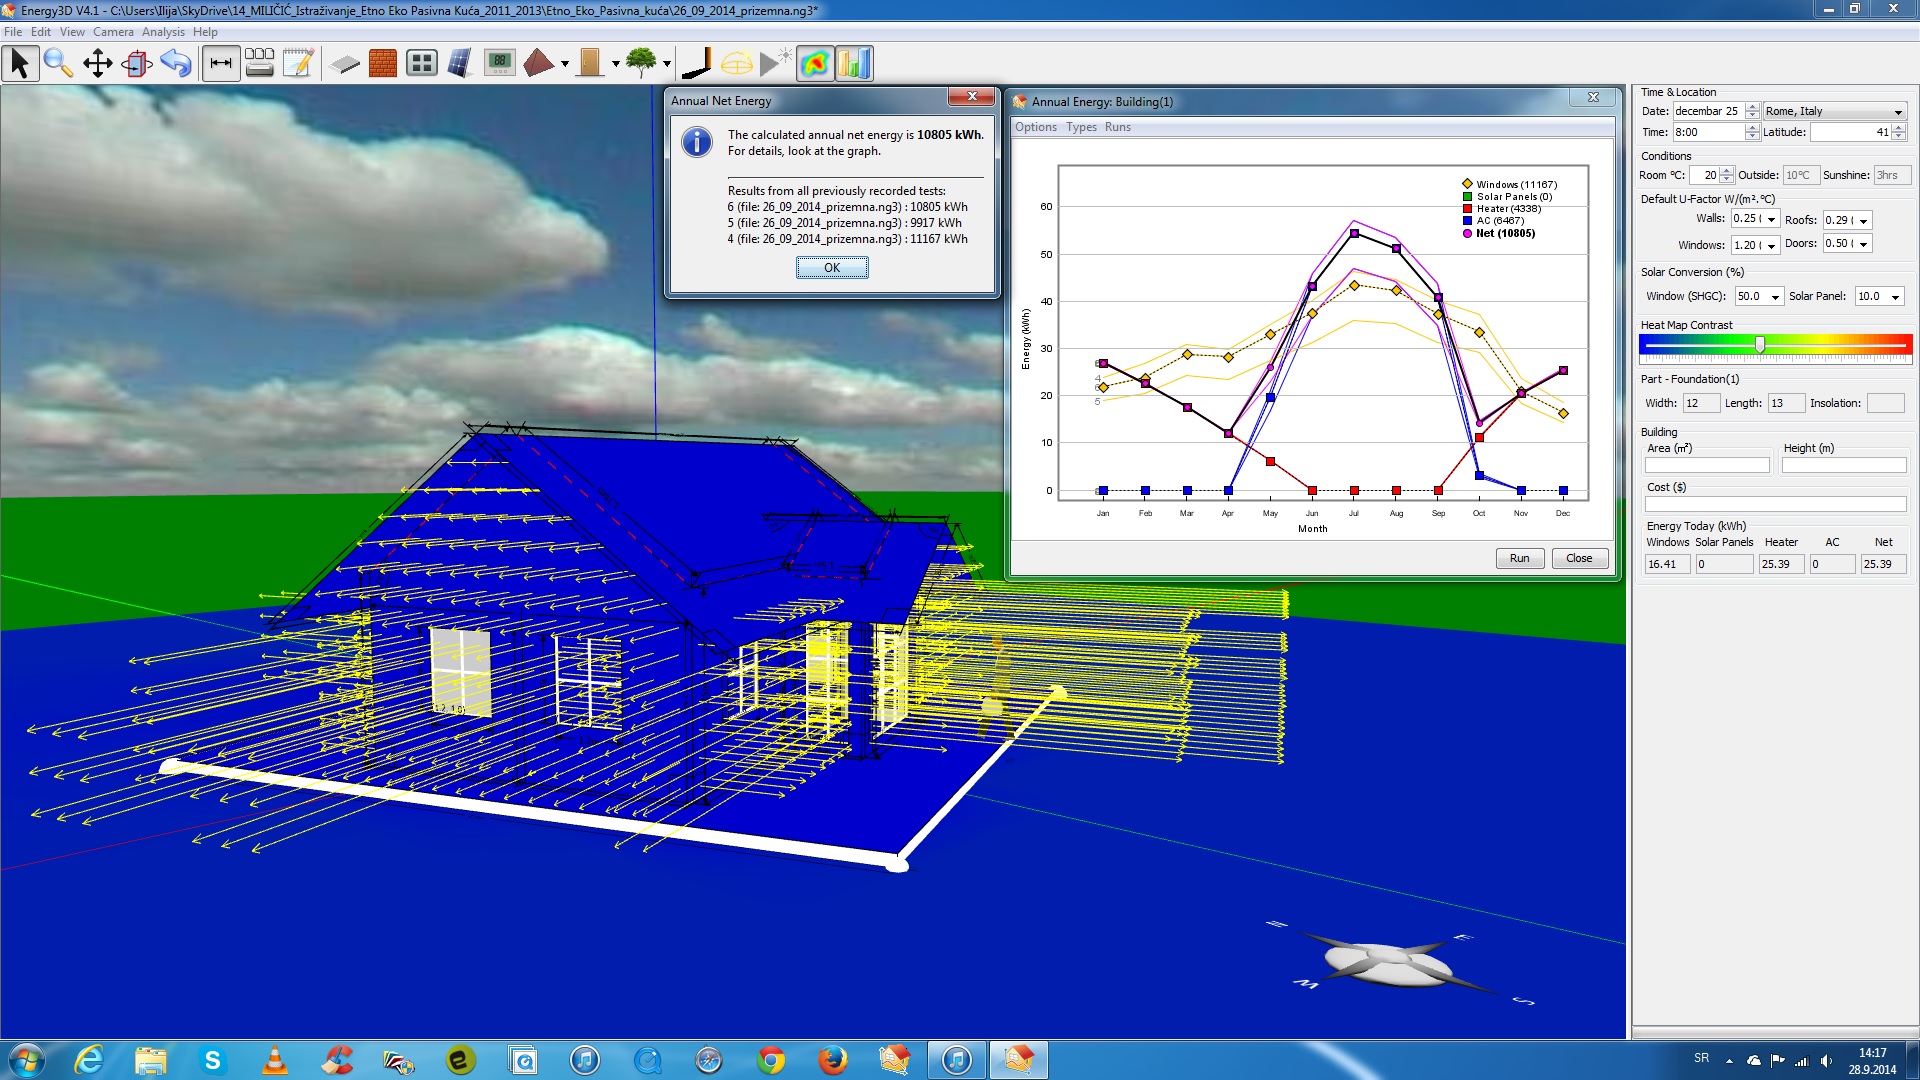 Energy3D V4.1 - C:\Users\Ilija\SkyDrive\14_MILIČIĆ_Istraživanje_Etno Eko Pasivna Kuća_2011_2013\Etno_Eko_Pasivna_kuća\26_09_2014_prizemna.ng3*
File Edit View Camera Analysis Help
Annual Net Energy
The calculated annual net energy is 10805 kWh.
For details, look at the graph.
Results from all previously recorded tests:
6 (file: 26_09_2014_prizemna.ng3) : 10805 kWh
5 (file: 26_09_2014_prizemna.ng3) : 9917 kWh
4 (file: 26_09_2014_prizemna.ng3) : 11167 kWh
OK
Annual Energy: Building(1)
Options Types Runs
Windows (11167)
Solar Panels (0)
Heater (4338)
AC (6467)
Net (10805)
Energy (kWh)
60
50
40
30
20
10
0
4
5
Jan Feb Mar Apr May Jun Jul Aug Sep Oct Nov Dec
Month
Run Close
Time & Location
Date: decembar 25 Rome, Italy
Time: 8:00 Latitude: 41
Conditions
Room °C: 20 Outside: 10°C Sunshine: 3hrs
Default U-Factor W/(m².°C)
Walls: 0.25 ( Roofs: 0.29 (
Windows: 1.20 ( Doors: 0.50 (
Solar Conversion (%)
Window (SHGC): 50.0 Solar Panel: 10.0
Heat Map Contrast
Part - Foundation(1)
Width: 12 Length: 13 Insolation:
Building
Area (m²) Height (m)
Cost ($)
Energy Today (kWh)
Windows Solar Panels Heater AC Net
16.41 0 25.39 0 25.39
E
W
S
SR
14:17
28.9.2014